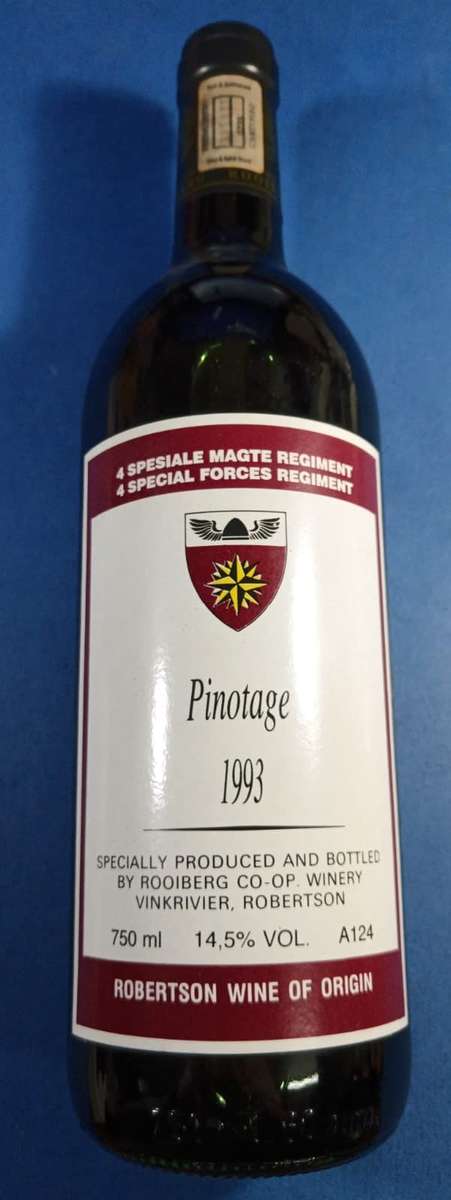 4 SPESIALE MAGTE REGIMENT
4 SPECIAL FORCES REGIMENT
Pinotage
1993
SPECIALLY PRODUCED AND BOTTLED
BY ROOIBERG CO-OP. WINERY
VINKRIVIER, ROBERTSON
750 ml 14,5% VOL. A124
ROBERTSON WINE OF ORIGIN